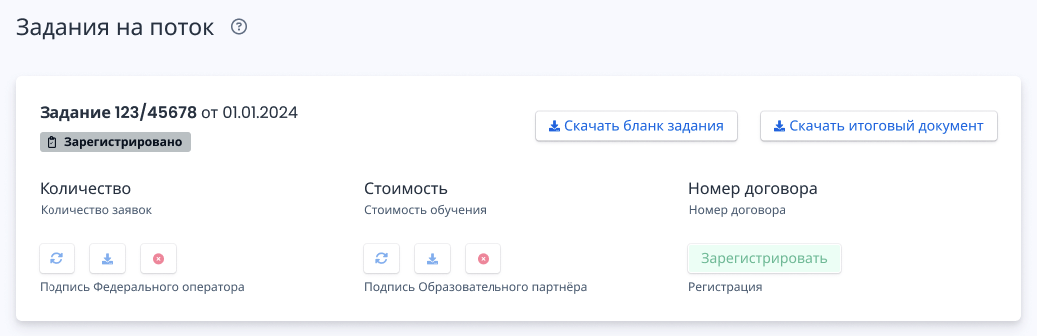 Задания на поток
Задание 123/45678 от 01.01.2024
Зарегистрировано
Скачать бланк задания
Скачать итоговый документ
Количество
Количество заявок
Стоимость
Стоимость обучения
Номер договора
Номер договора
Подпись Федерального оператора
Подпись Образовательного партнёра
Зарегистрировать
Регистрация